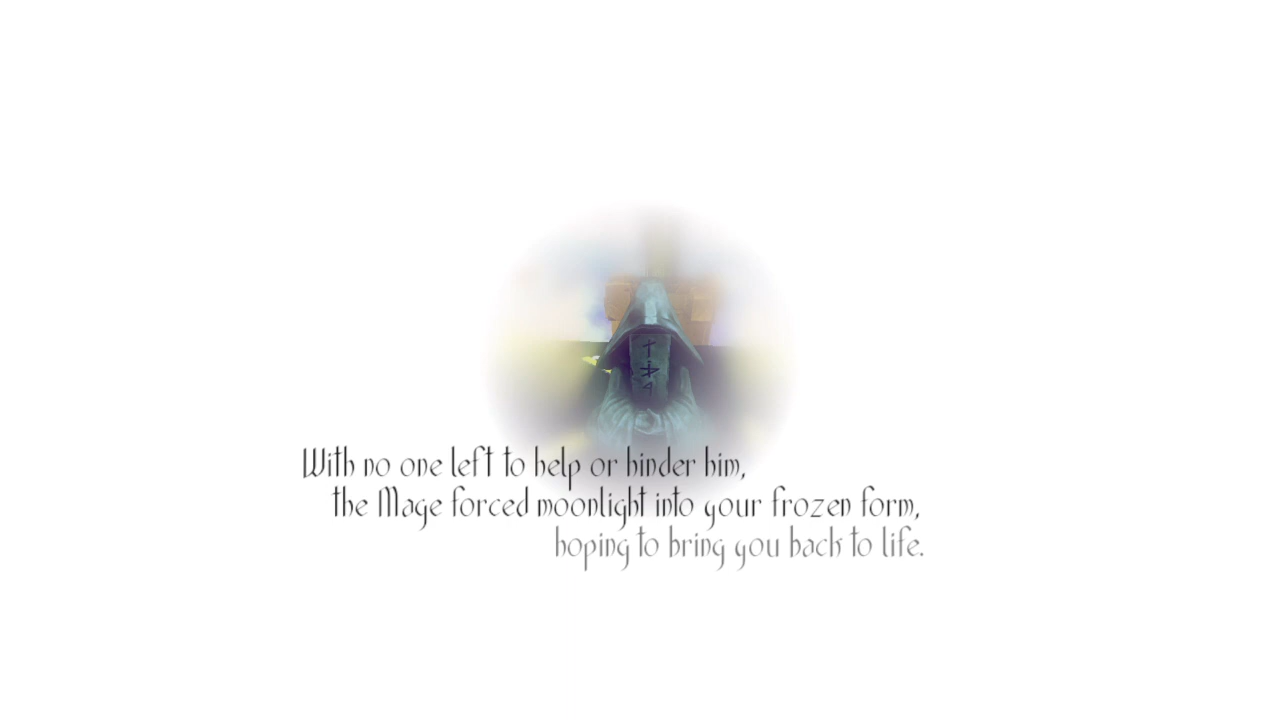 With no one left to help or hinder him,
the Mage forced moonlight into your frozen form,
hoping to bring you back to life.